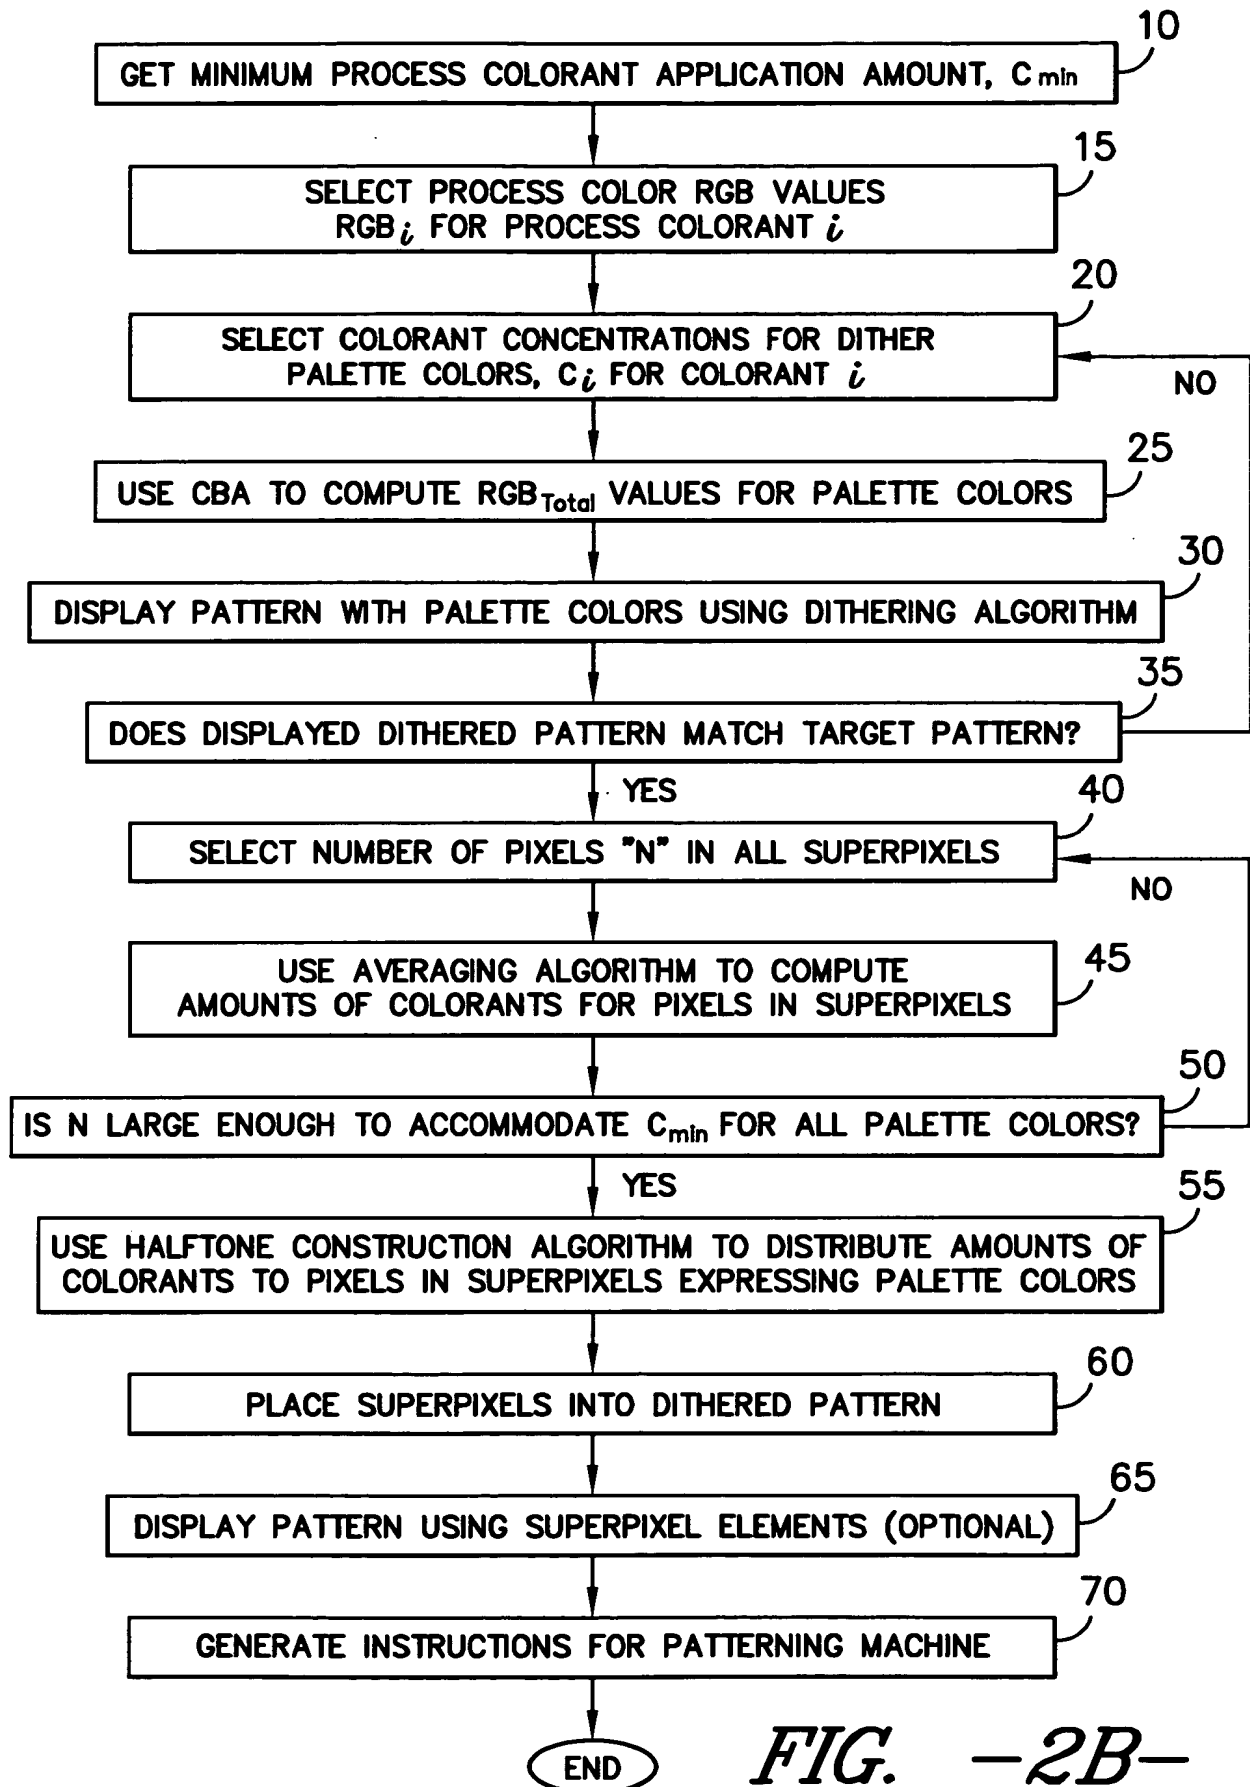 10
GET MINIMUM PROCESS COLORANT APPLICATION AMOUNT, Cmin
15
SELECT PROCESS COLOR RGB VALUES
RGBi FOR PROCESS COLORANT i
20
SELECT COLORANT CONCENTRATIONS FOR DITHER
PALETTE COLORS, Ci FOR COLORANT i
NO
25
USE CBA TO COMPUTE RGBTotal VALUES FOR PALETTE COLORS
30
DISPLAY PATTERN WITH PALETTE COLORS USING DITHERING ALGORITHM
35
DOES DISPLAYED DITHERED PATTERN MATCH TARGET PATTERN?
YES
40
SELECT NUMBER OF PIXELS "N" IN ALL SUPERPIXELS
NO
45
USE AVERAGING ALGORITHM TO COMPUTE
AMOUNTS OF COLORANTS FOR PIXELS IN SUPERPIXELS
50
IS N LARGE ENOUGH TO ACCOMMODATE Cmin FOR ALL PALETTE COLORS?
YES
55
USE HALFTONE CONSTRUCTION ALGORITHM TO DISTRIBUTE AMOUNTS OF
COLORANTS TO PIXELS IN SUPERPIXELS EXPRESSING PALETTE COLORS
60
PLACE SUPERPIXELS INTO DITHERED PATTERN
65
DISPLAY PATTERN USING SUPERPIXEL ELEMENTS (OPTIONAL)
70
GENERATE INSTRUCTIONS FOR PATTERNING MACHINE
END
FIG. -2B-